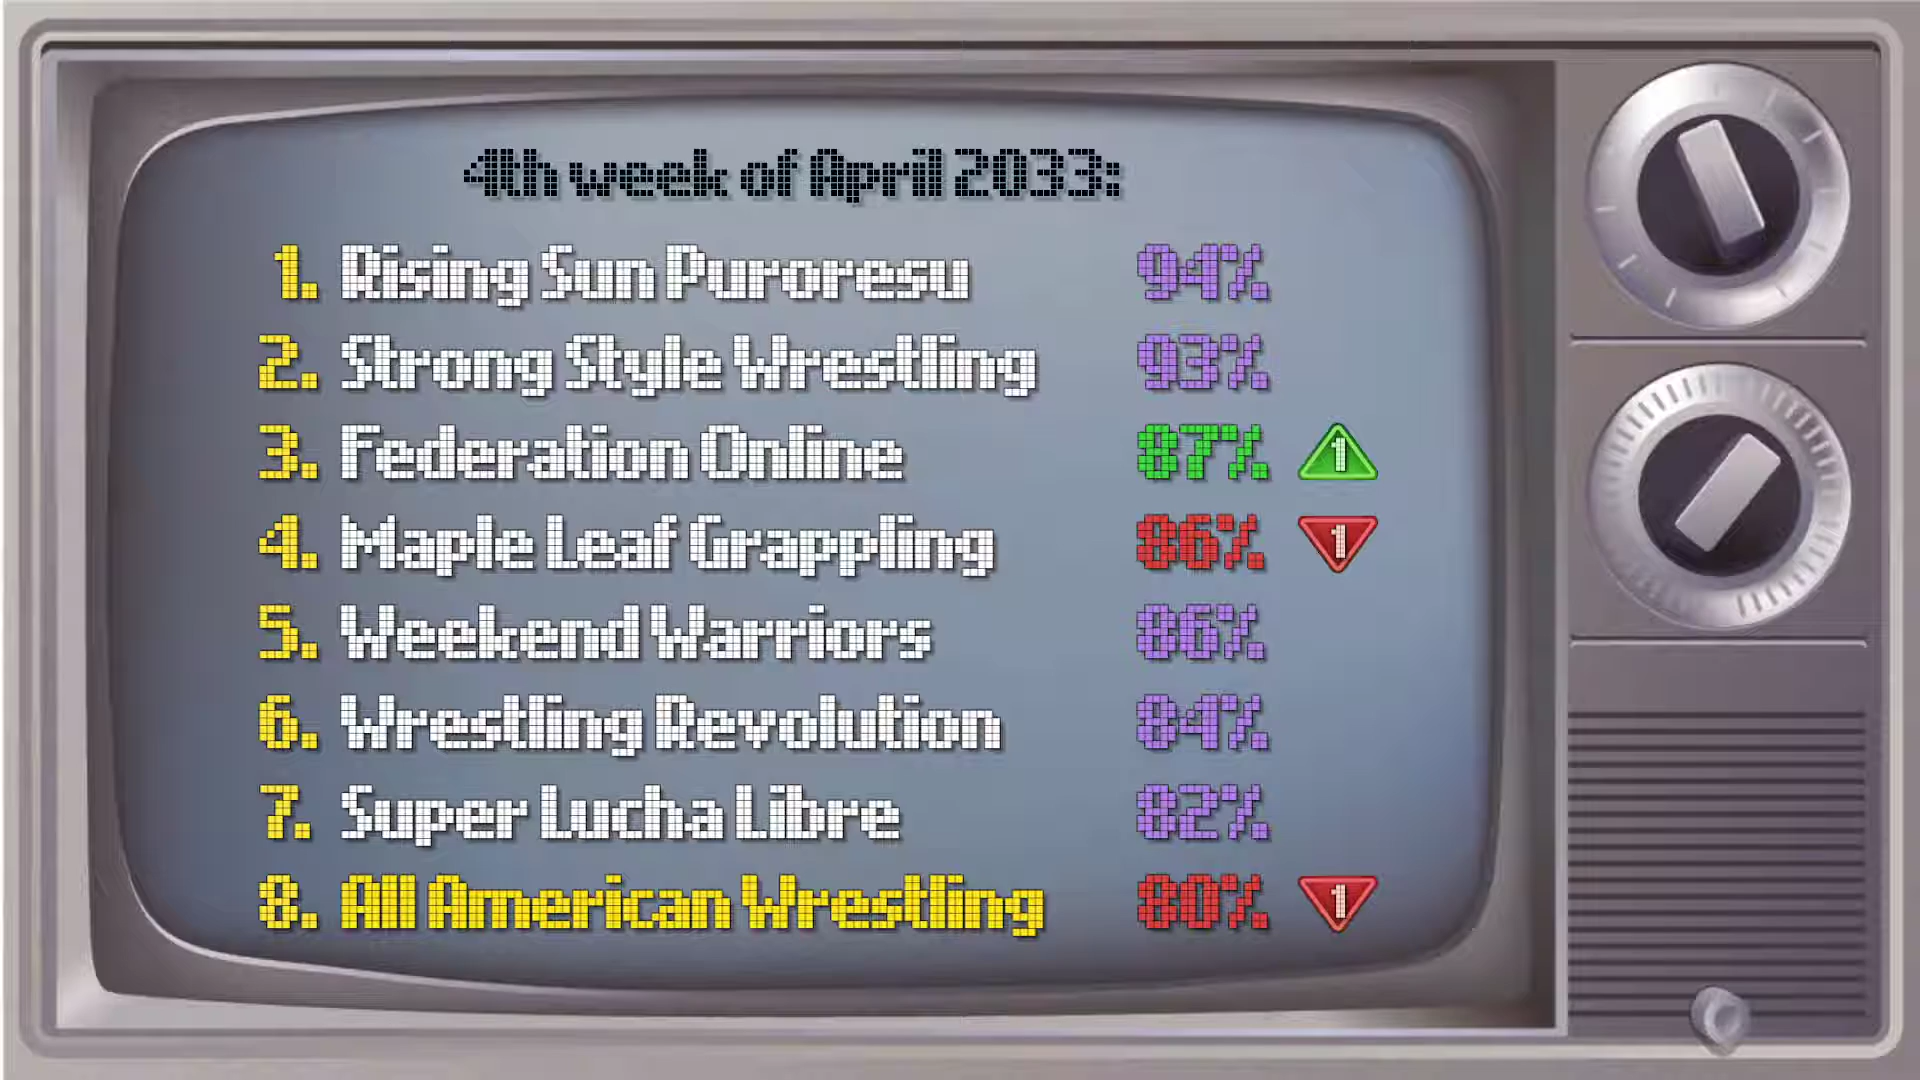 4th week of April 2033:
1. Rising Sun Puroresu 94%
2. Strong Style Wrestling 93%
3. Federation Online 87% 1
4. Maple Leaf Grappling 86% 1
5. Weekend Warriors 86%
6. Wrestling Revolution 84%
7. Super Lucha Libre 82%
8. All American Wrestling 80% 1